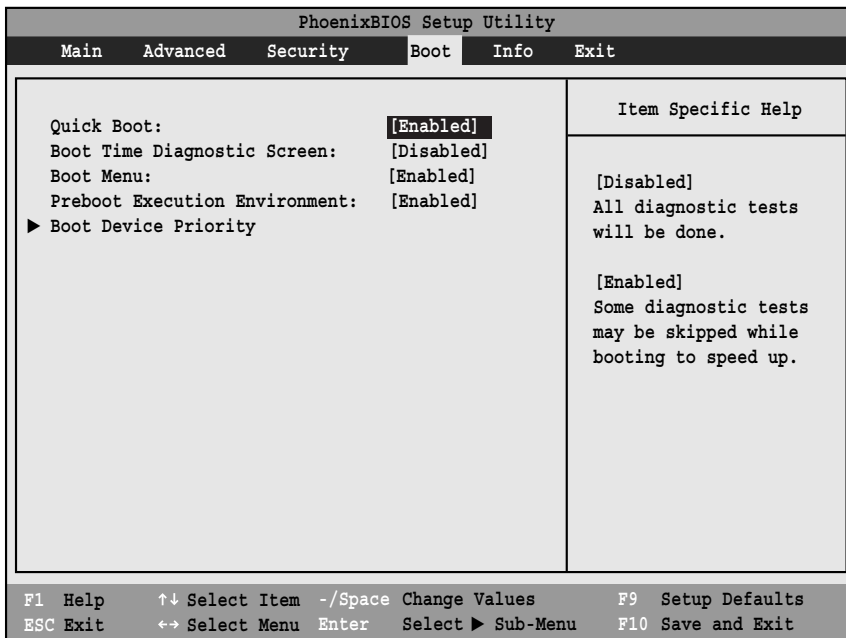 PhoenixBIOS Setup Utility
Main Advanced Security Boot Info Exit
Quick Boot: [Enabled]
Boot Time Diagnostic Screen: [Disabled]
Boot Menu: [Enabled]
Preboot Execution Environment: [Enabled]
▶ Boot Device Priority
Item Specific Help
[Disabled]
All diagnostic tests
will be done.
[Enabled]
Some diagnostic tests
may be skipped while
booting to speed up.
F1 Help ↑↓ Select Item -/Space Change Values F9 Setup Defaults
ESC Exit ←→ Select Menu Enter Select ▶ Sub-Menu F10 Save and Exit